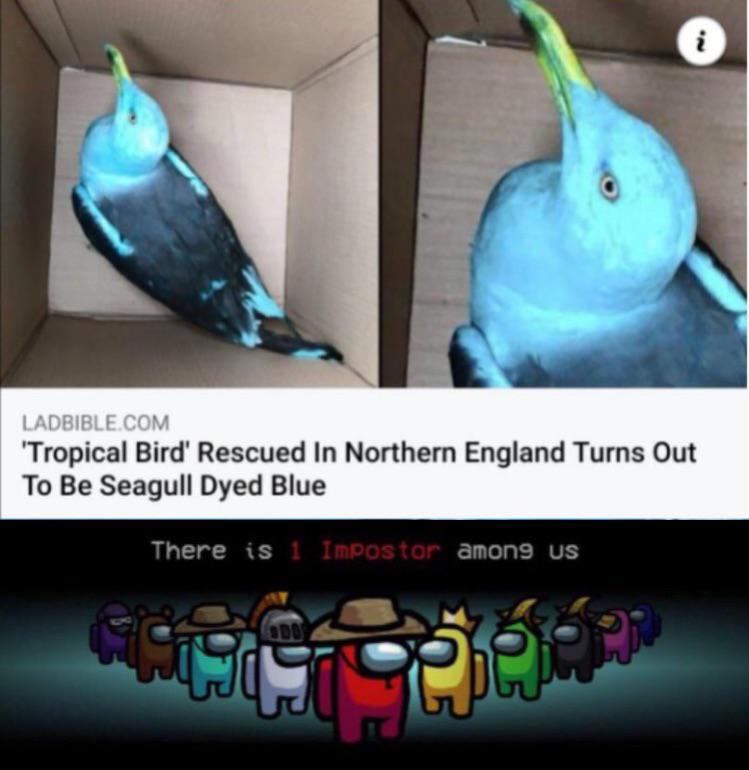 i
LADBIBLE.COM
'Tropical Bird' Rescued In Northern England Turns Out
To Be Seagull Dyed Blue
There is 1 Impostor among us